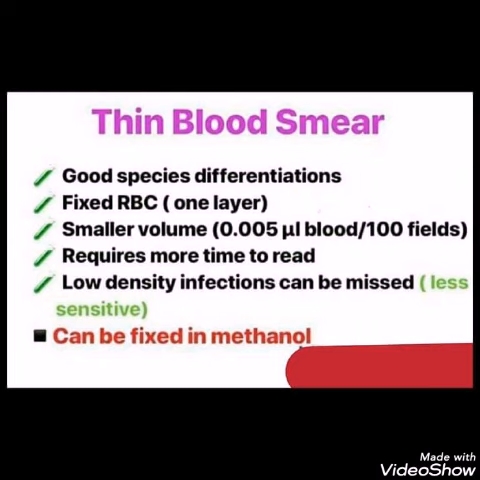 Thin Blood Smear
Good species differentiations
Fixed RBC ( one layer)
Smaller volume (0.005 µl blood/100 fields)
Requires more time to read
Low density infections can be missed ( less
sensitive)
Can be fixed in methanol
Made with
VideoShow